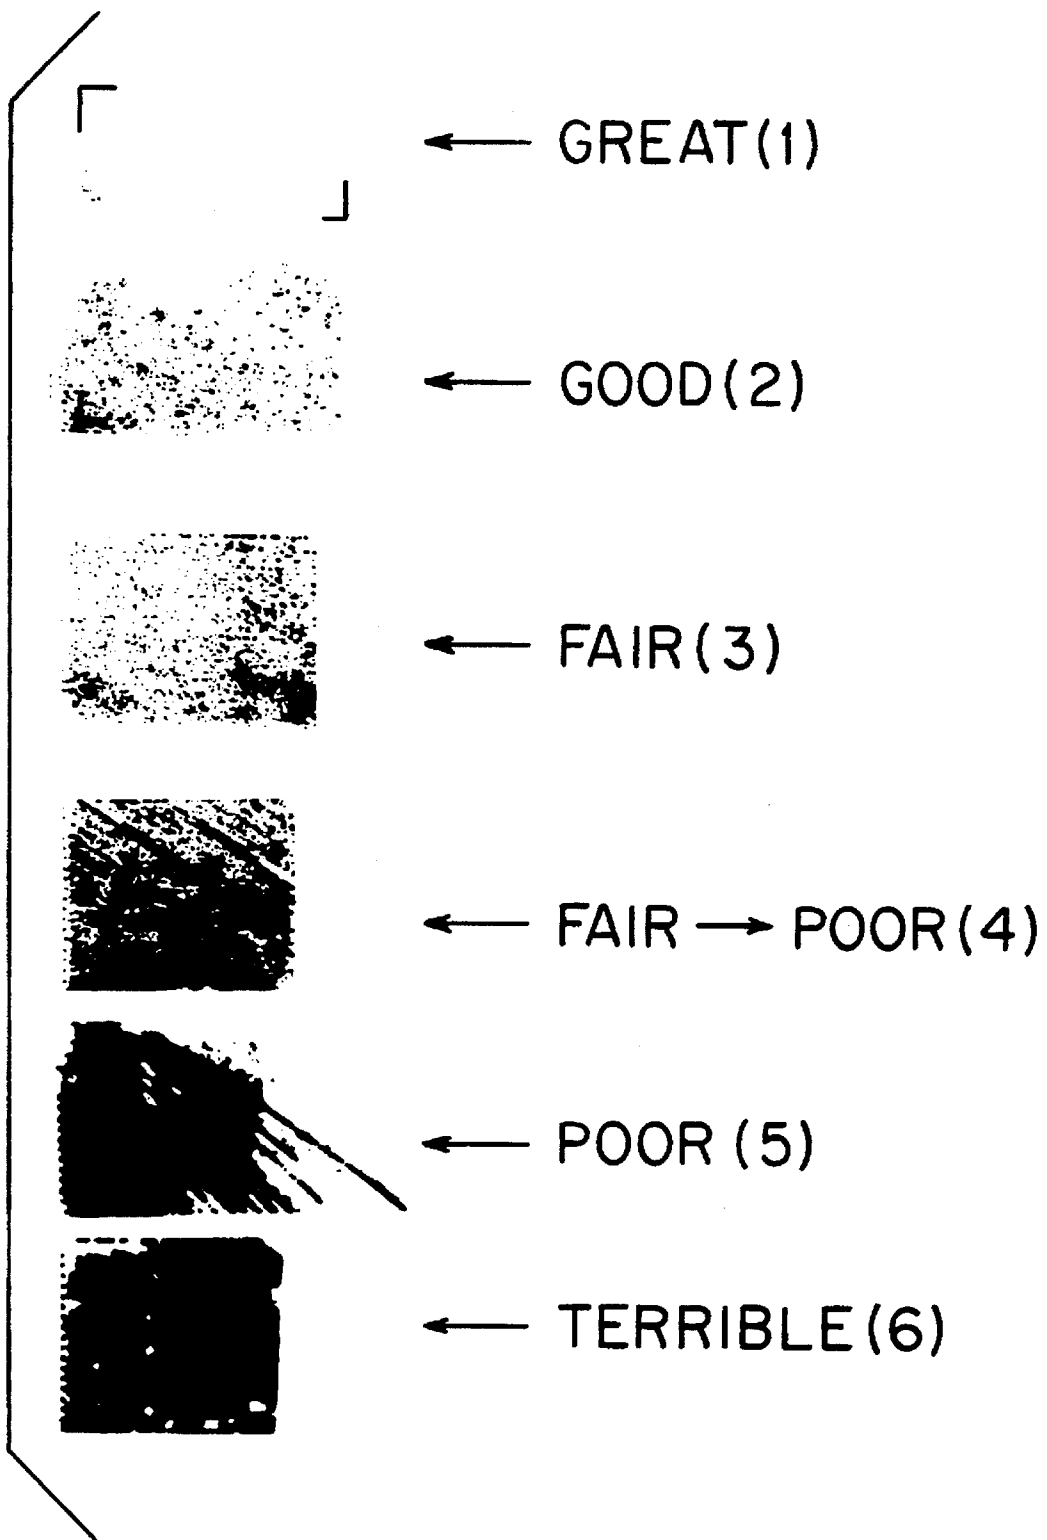 GREAT(1)
GOOD(2)
FAIR(3)
FAIR → POOR(4)
POOR (5)
TERRIBLE(6)